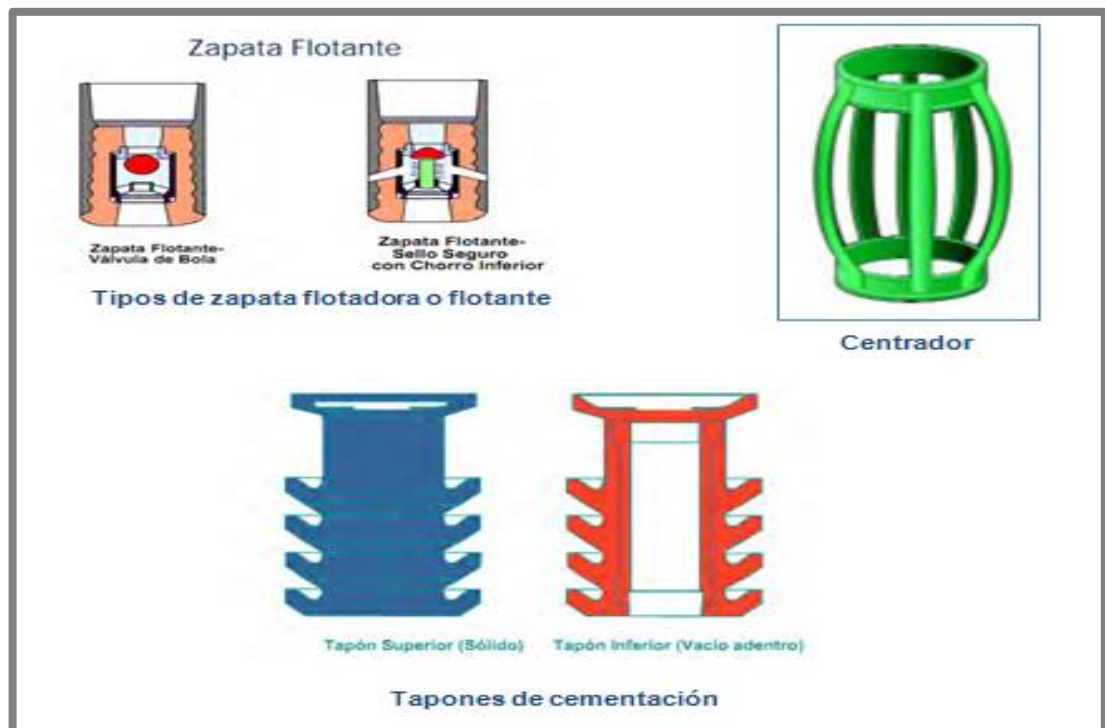 Zapata Flotante
Zapata Flotante-
Válvula de Bola
Zapata Flotante-
Sello Seguro
con Chorro Inferior
Tipos de zapata flotadora o flotante
Centrador
Tapón Superior (Sólido)
Tapón Inferior (Vacío adentro)
Tapones de cementación